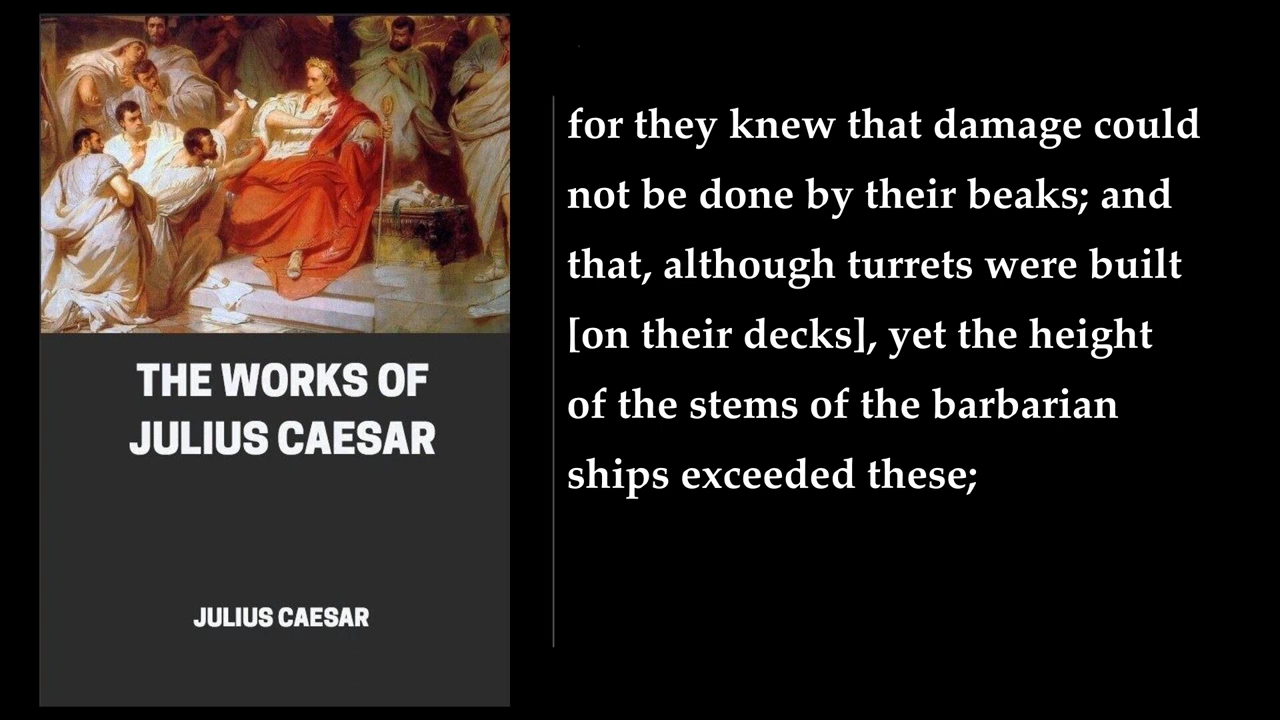 THE WORKS OF
JULIUS CAESAR
JULIUS CAESAR
for they knew that damage could
not be done by their beaks; and
that, although turrets were built
[on their decks], yet the height
of the stems of the barbarian
ships exceeded these;